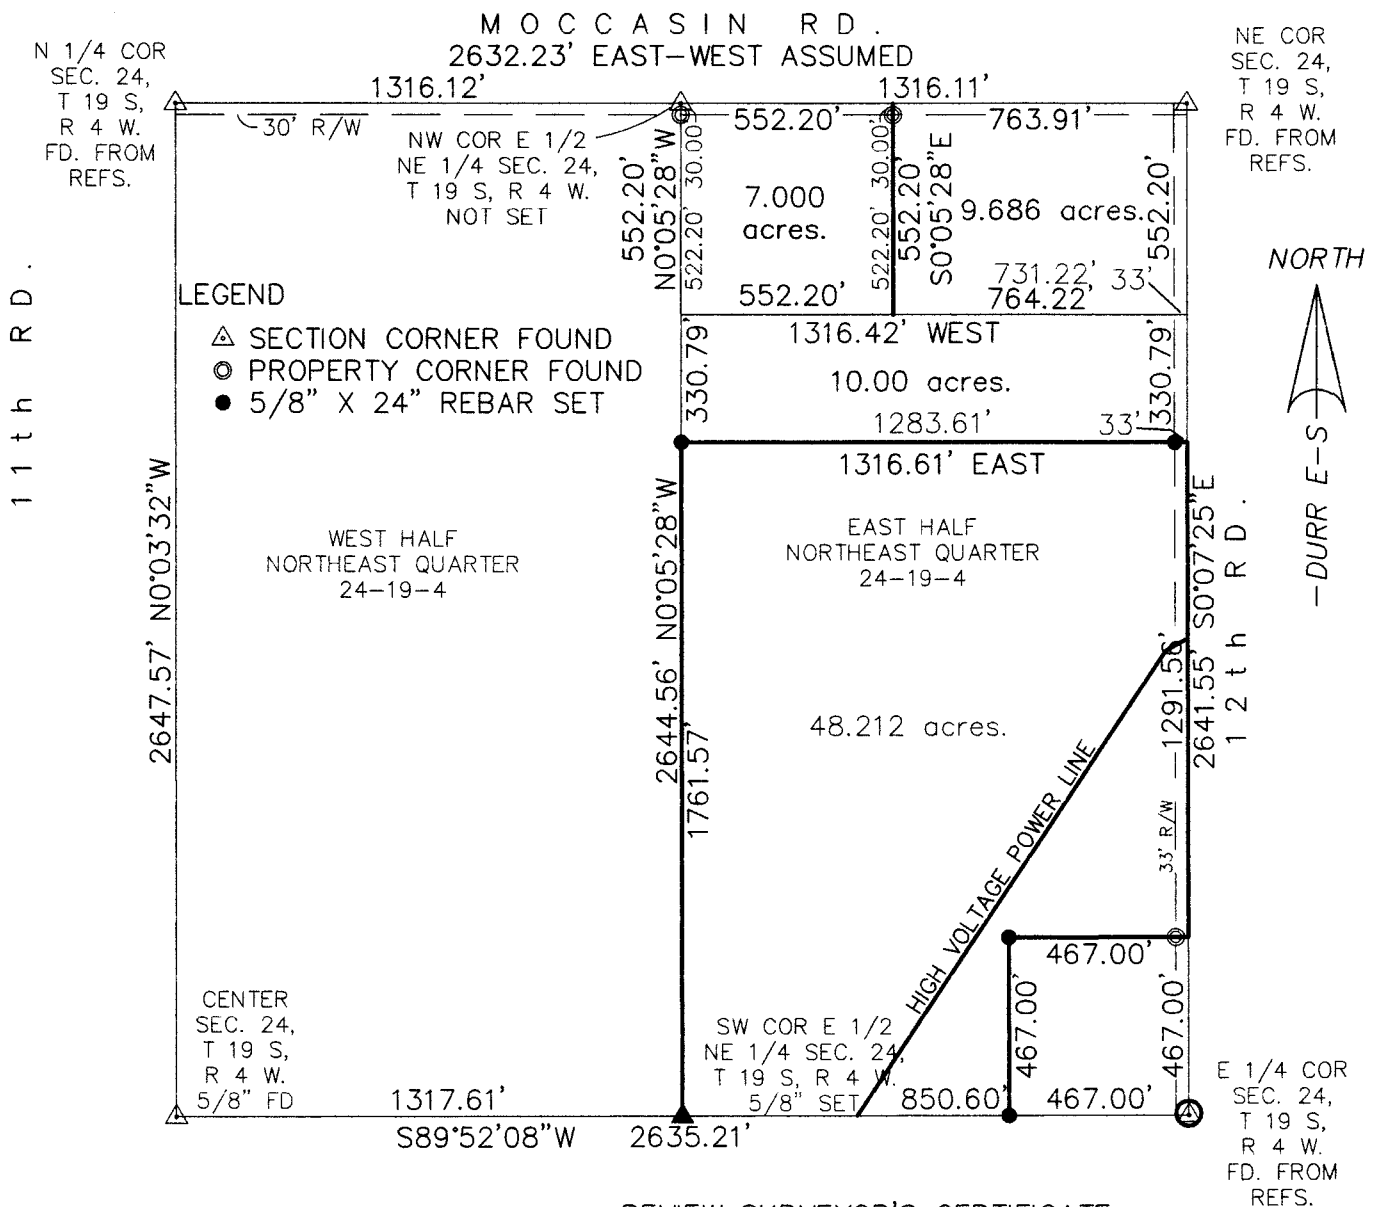 MOCCASIN RD.
2632.23' EAST-WEST ASSUMED
1316.12'
1316.11'
N 1/4 COR
SEC. 24,
T 19 S,
R 4 W.
FD. FROM
REFS.
NE COR
SEC. 24,
T 19 S,
R 4 W.
FD. FROM
REFS.
30' R/W
NW COR E 1/2
NE 1/4 SEC. 24,
T 19 S, R 4 W.
NOT SET
552.20'
763.91'
552.20'
N0°05'28"W
522.20'
30.00'
7.000
acres.
522.20'
30.00'
552.20'
S0°05'28"E
9.686 acres.
552.20'
731.22'
33'
552.20'
764.22'
1316.42' WEST
330.79'
10.00 acres.
330.79'
1283.61'
33'
1316.61' EAST
LEGEND
SECTION CORNER FOUND
PROPERTY CORNER FOUND
5/8" X 24" REBAR SET
NORTH
-DURR E-S-
11th RD.
2647.57' N0°03'32"W
WEST HALF
NORTHEAST QUARTER
24-19-4
2644.56' N0°05'28"W
1761.57'
EAST HALF
NORTHEAST QUARTER
24-19-4
48.212 acres.
HIGH VOLTAGE POWER LINE
1291.56'
33' R/W
2641.55' S0°07'25"E
12th RD.
467.00'
467.00'
467.00'
CENTER
SEC. 24,
T 19 S,
R 4 W.
5/8" FD
SW COR E 1/2
NE 1/4 SEC. 24,
T 19 S, R 4 W.
5/8" SET
850.60'
467.00'
1317.61'
S89°52'08"W
2635.21'
E 1/4 COR
SEC. 24,
T 19 S,
R 4 W.
FD. FROM
REFS.
REVIEW SURVEYOR'S CERTIFICATE